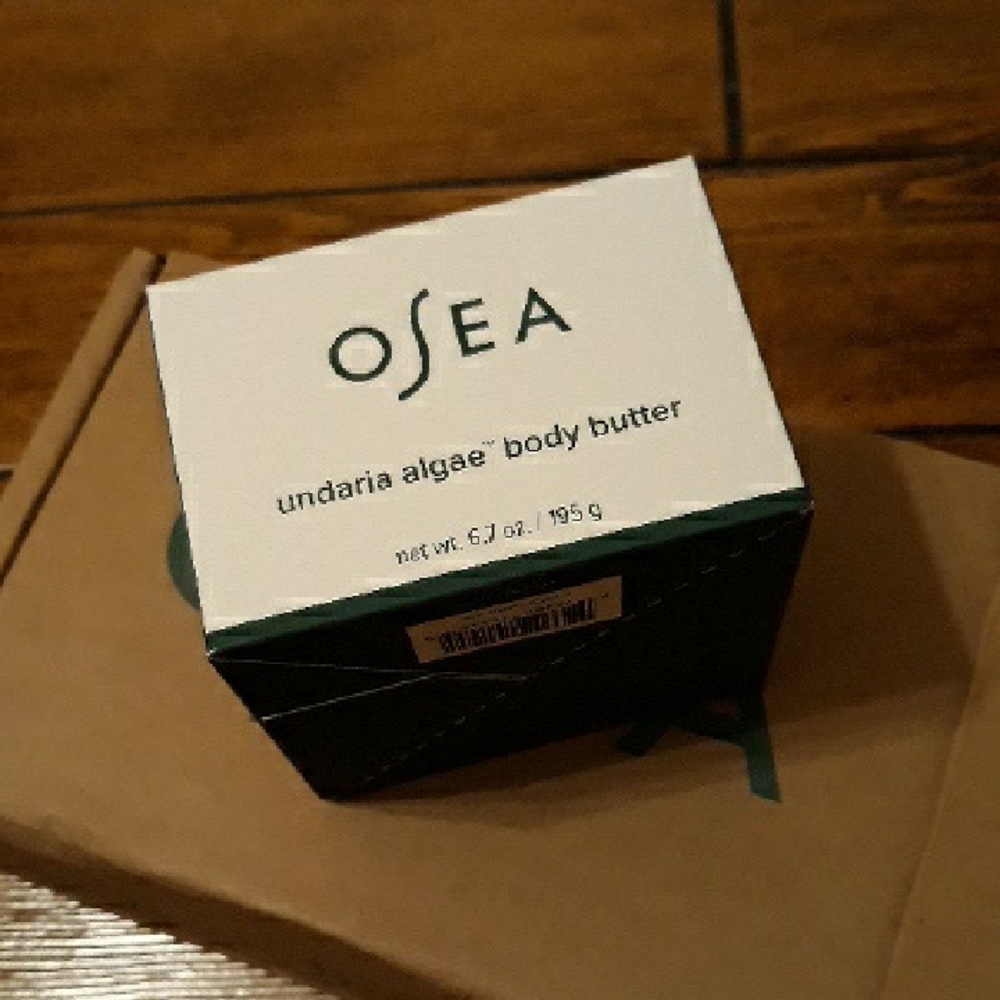 OSEA
undaria algae™ body butter
net wt. 6.7 oz. | 195 g